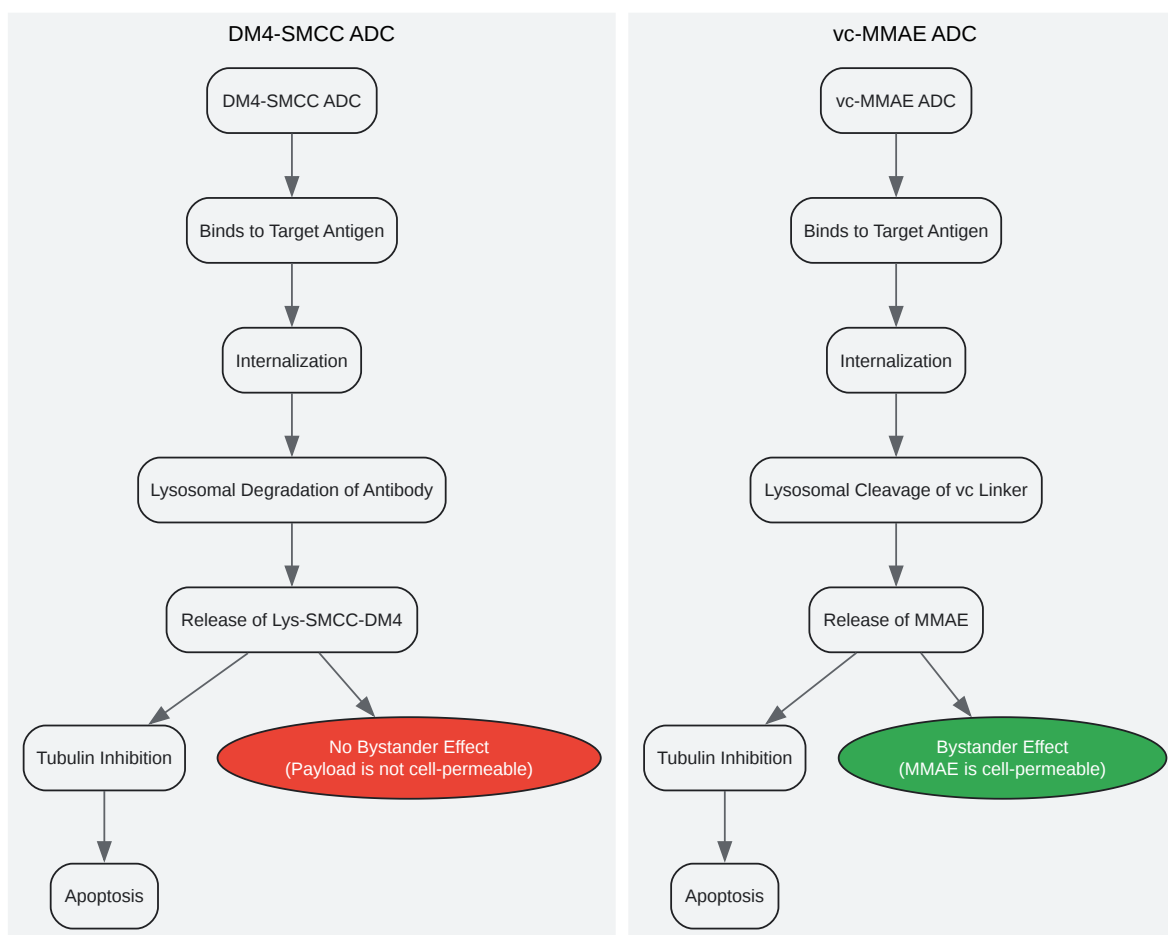 DM4-SMCC ADC
DM4-SMCC ADC
Binds to Target Antigen
Internalization
Lysosomal Degradation of Antibody
Release of Lys-SMCC-DM4
Tubulin Inhibition
No Bystander Effect
(Payload is not cell-permeable)
Apoptosis
vc-MMAE ADC
vc-MMAE ADC
Binds to Target Antigen
Internalization
Lysosomal Cleavage of vc Linker
Release of MMAE
Tubulin Inhibition
Bystander Effect
(MMAE is cell-permeable)
Apoptosis